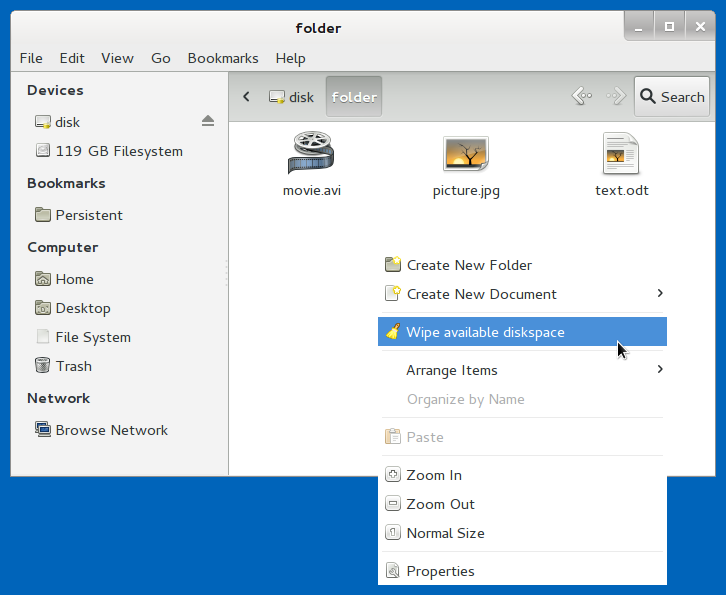 folder
File Edit View Go Bookmarks Help
Devices
disk
119 GB Filesystem
Bookmarks
Persistent
Computer
Home
Desktop
File System
Trash
Network
Browse Network
disk folder Search
movie.avi picture.jpg text.odt
Create New Folder
Create New Document
Wipe available diskspace
Arrange Items
Organize by Name
Paste
Zoom In
Zoom Out
Normal Size
Properties